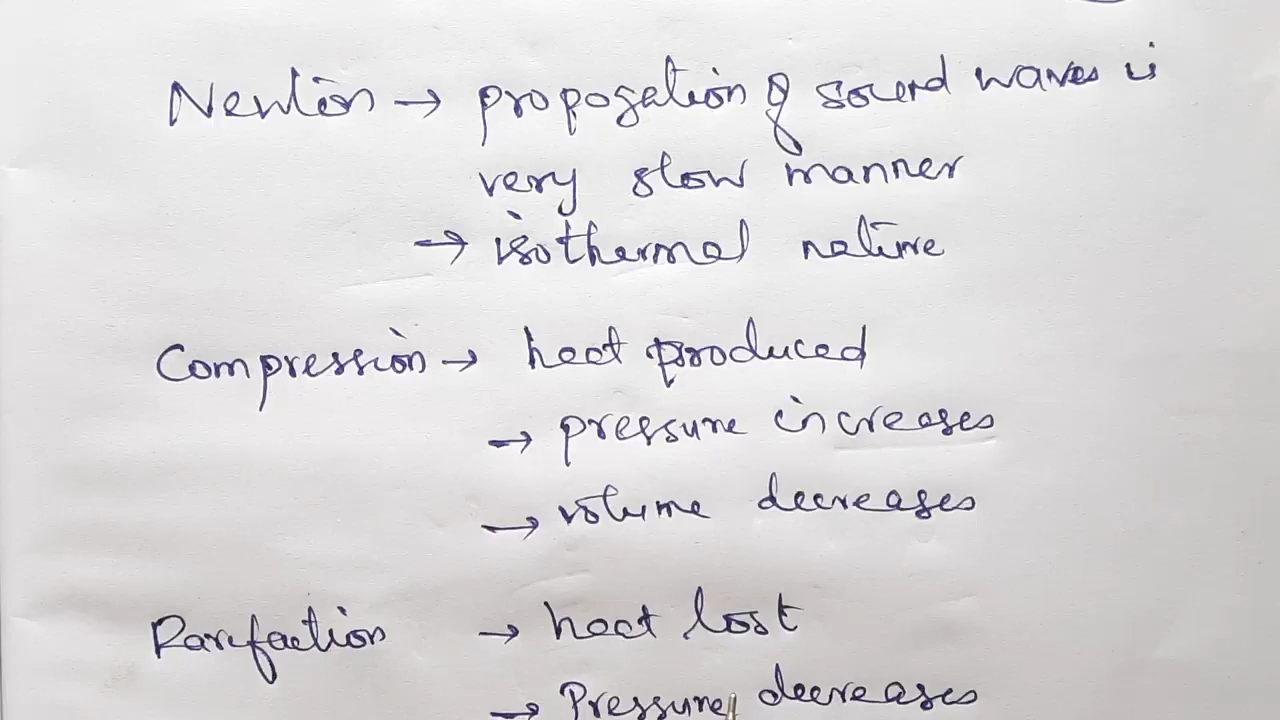 Newton → propogation of sound waves is
very slow manner
→ isothermal nature
Compression → heat produced
→ pressure increases
→ volume decreases
Rarefaction → heat lost
→ Pressure decreases